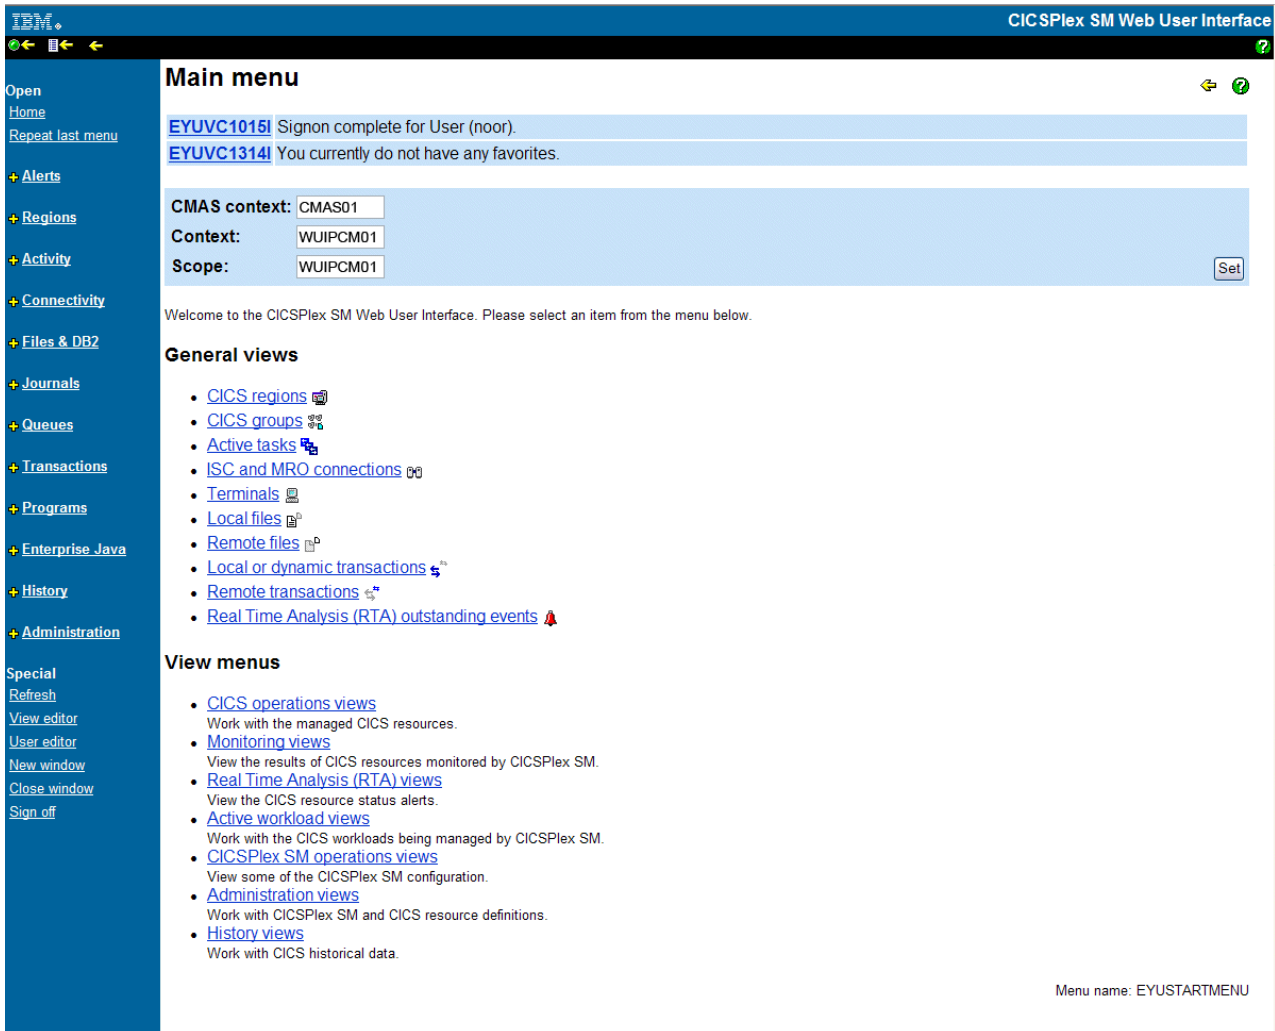 IBM.
CICSPlex SM Web User Interface
Open
Home
Repeat last menu
Alerts
Regions
Activity
Connectivity
Files & DB2
Journals
Queues
Transactions
Programs
Enterprise Java
History
Administration
Special
Refresh
View editor
User editor
New window
Close window
Sign off
Main menu
EYUVC1015I Signon complete for User (noor).
EYUVC1314I You currently do not have any favorites.
CMAS context: CMAS01
Context: WUIPCM01
Scope: WUIPCM01
Set
Welcome to the CICSPlex SM Web User Interface. Please select an item from the menu below.
General views
• CICS regions
• CICS groups
• Active tasks
• ISC and MRO connections
• Terminals
• Local files
• Remote files
• Local or dynamic transactions
• Remote transactions
• Real Time Analysis (RTA) outstanding events
View menus
• CICS operations views
Work with the managed CICS resources.
• Monitoring views
View the results of CICS resources monitored by CICSPlex SM.
• Real Time Analysis (RTA) views
View the CICS resource status alerts.
• Active workload views
Work with the CICS workloads being managed by CICSPlex SM.
• CICSPlex SM operations views
View some of the CICSPlex SM configuration.
• Administration views
Work with CICSPlex SM and CICS resource definitions.
• History views
Work with CICS historical data.
Menu name: EYUSTARTMENU